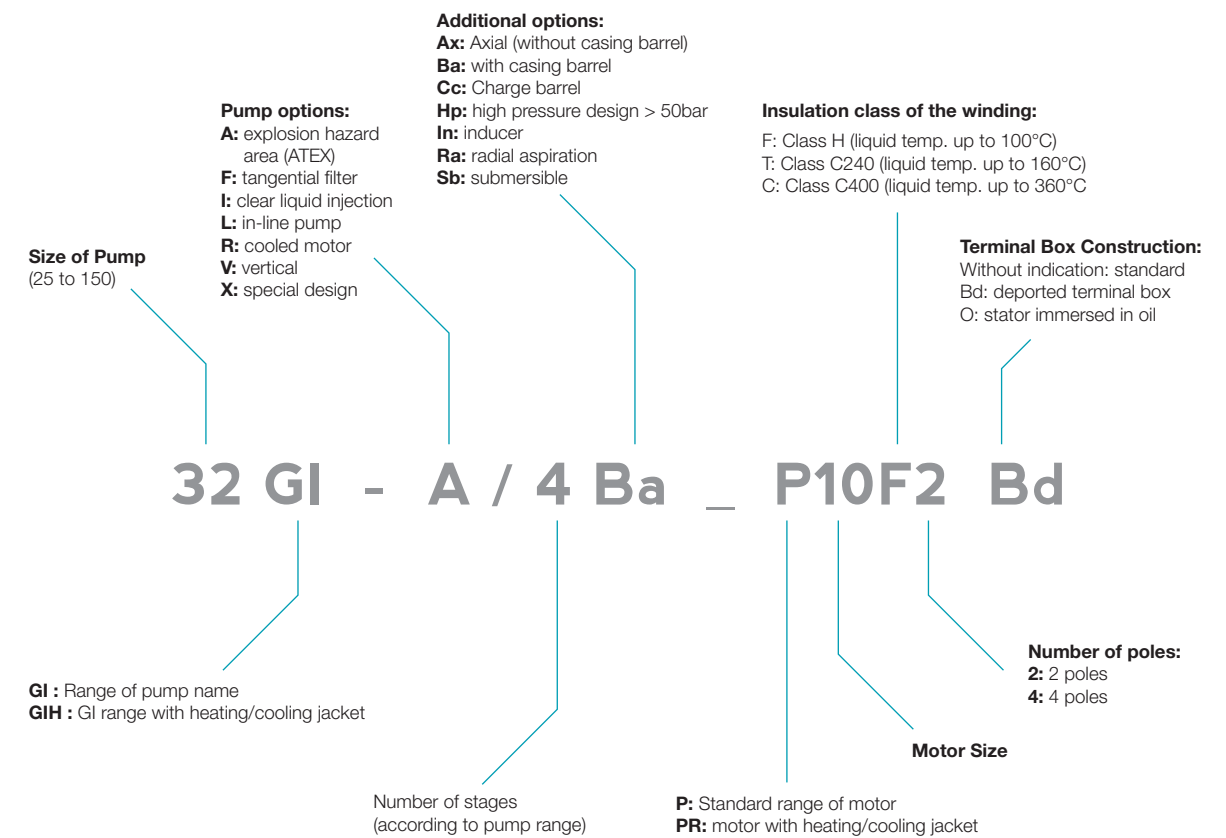 Additional options:
Ax: Axial (without casing barrel)
Ba: with casing barrel
Cc: Charge barrel
Hp: high pressure design > 50bar
In: inducer
Ra: radial aspiration
Sb: submersible
Pump options:
A: explosion hazard
area (ATEX)
F: tangential filter
I: clear liquid injection
L: in-line pump
R: cooled motor
V: vertical
X: special design
Insulation class of the winding:
F: Class H (liquid temp. up to 100°C)
T: Class C240 (liquid temp. up to 160°C)
C: Class C400 (liquid temp. up to 360°C
Size of Pump
(25 to 150)
Terminal Box Construction:
Without indication: standard
Bd: deported terminal box
O: stator immersed in oil
32 GI - A / 4 Ba _ P10F2 Bd
GI : Range of pump name
GIH : GI range with heating/cooling jacket
Number of poles:
2: 2 poles
4: 4 poles
Motor Size
Number of stages
(according to pump range)
P: Standard range of motor
PR: motor with heating/cooling jacket